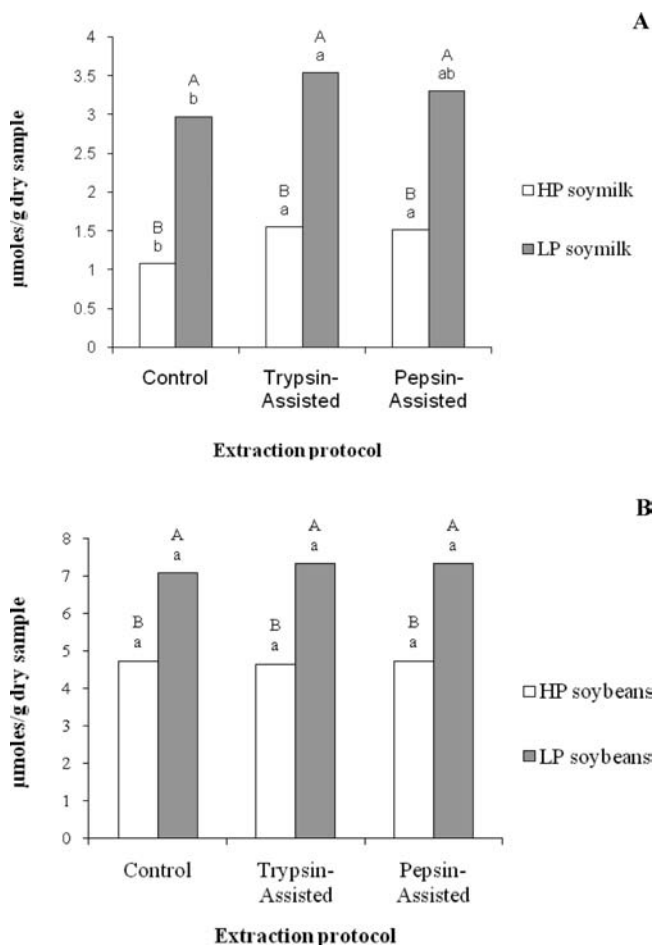 A
4
3.5
3
2.5
2
1.5
1
0.5
0
µmoles/g dry sample
B
b
A
b
B
a
A
a
B
a
A
ab
HP soymilk
LP soymilk
Control
Trypsin-
Assisted
Pepsin-
Assisted
Extraction protocol
B
8
7
6
5
4
3
2
1
0
µmoles/g dry sample
B
a
A
a
B
a
A
a
B
a
A
a
HP soybeans
LP soybeans
Control
Trypsin-
Assisted
Pepsin-
Assisted
Extraction protocol